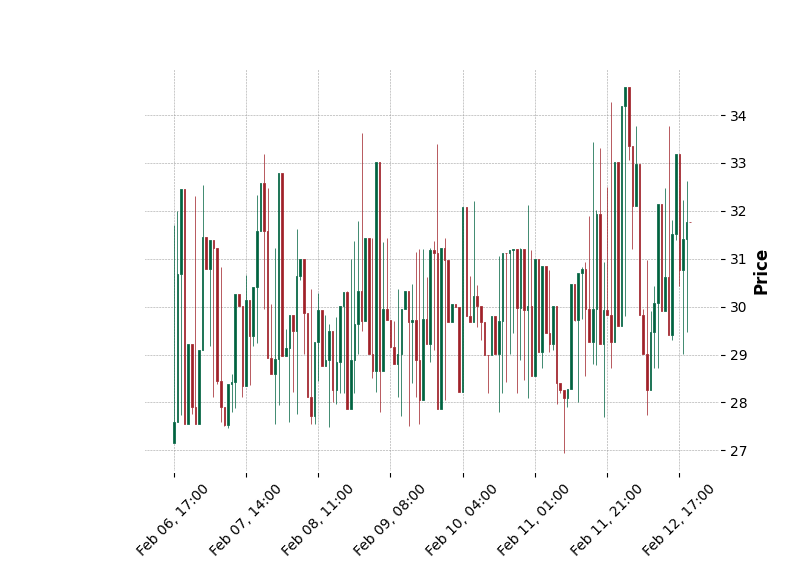 34
33
32
31
30
29
28
27
Price
Feb 06, 17:00
Feb 07, 14:00
Feb 08, 11:00
Feb 09, 08:00
Feb 10, 04:00
Feb 11, 01:00
Feb 11, 21:00
Feb 12, 17:00